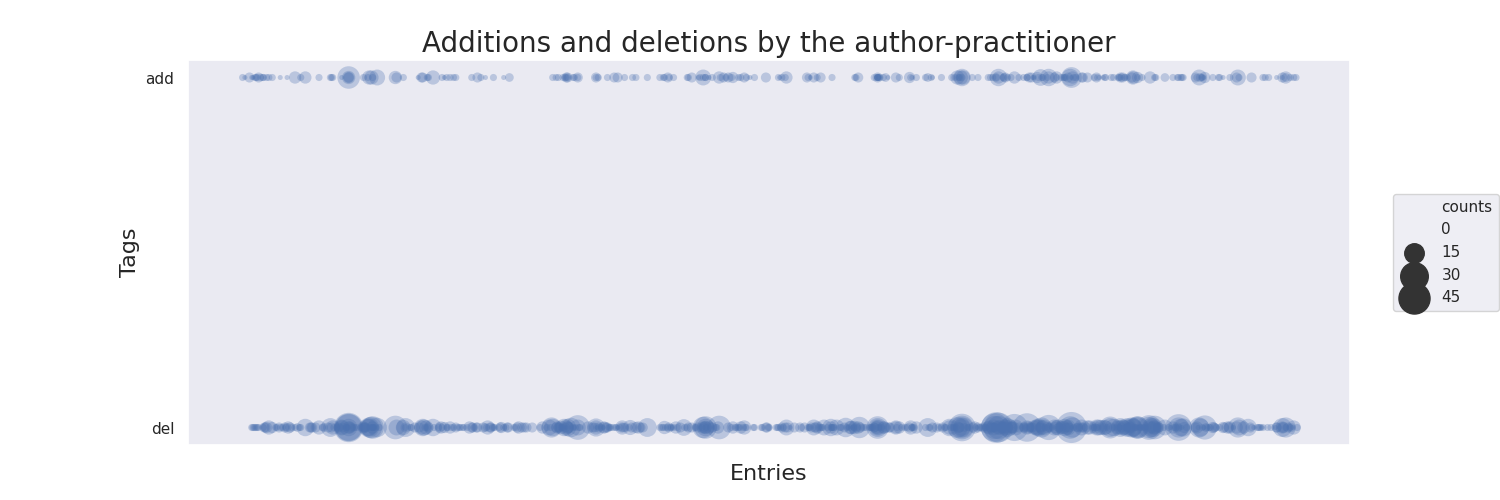 Additions and deletions by the author-practitioner
add
Tags
del
Entries
counts
0
15
30
45